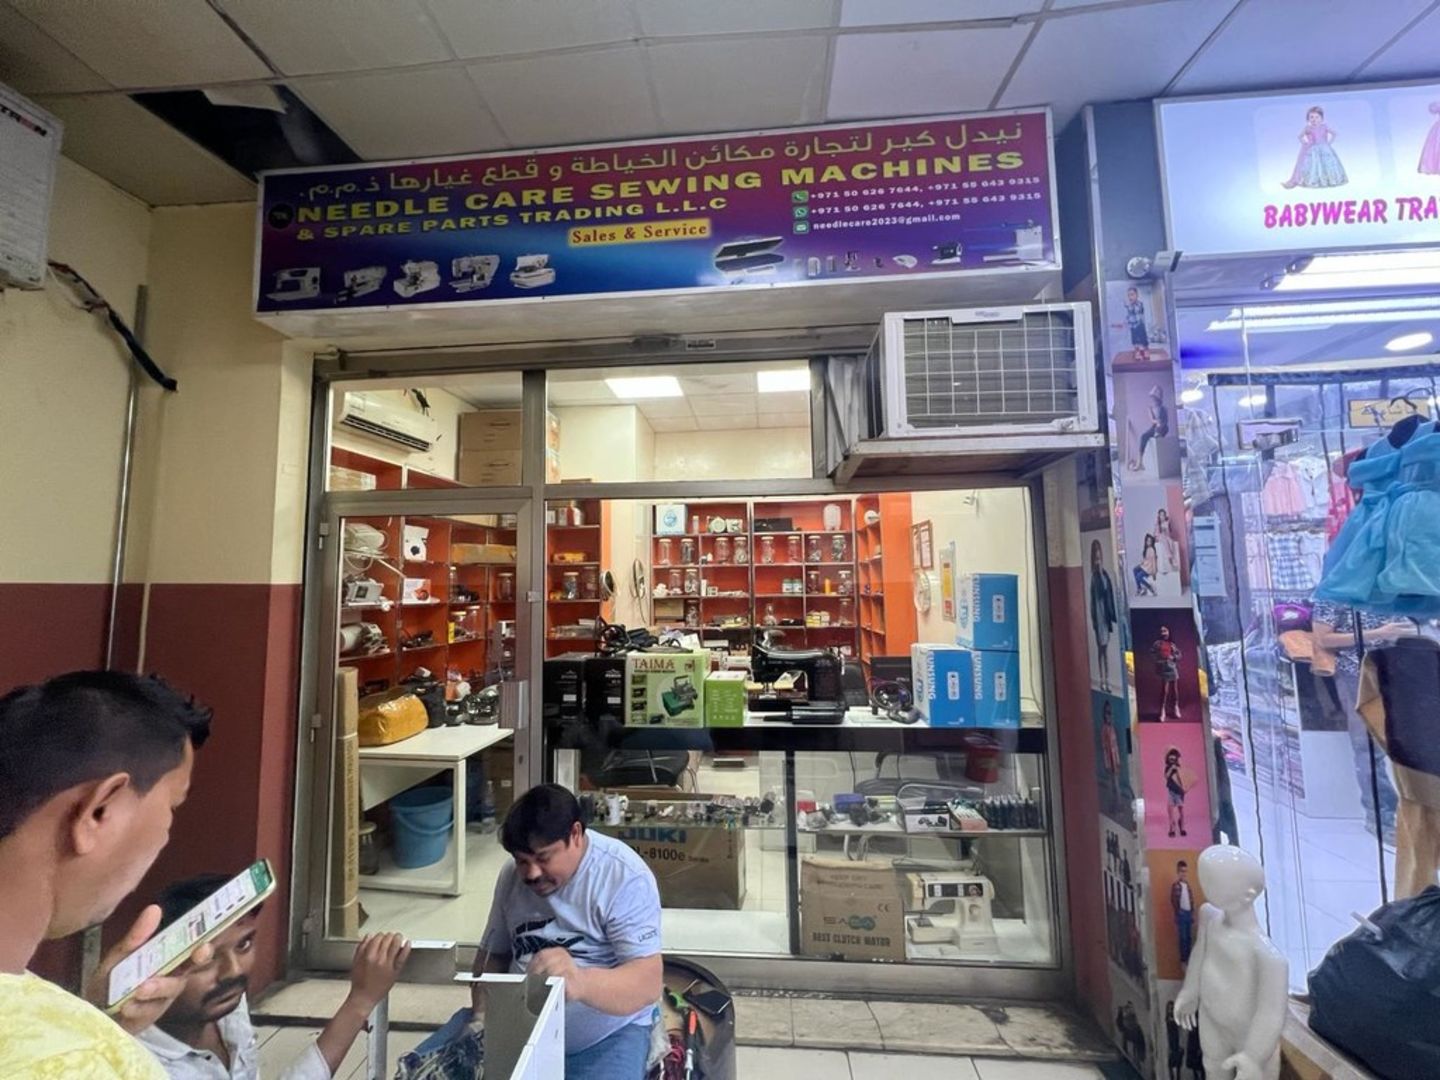 نيدل كير لتجارة مكائن الخياطة و قطع غيارها ذ.م.م.
NEEDLE CARE SEWING MACHINES
& SPARE PARTS TRADING L.L.C
Sales & Service
+971 50 626 7644, +971 55 643 9315
+971 50 626 7644, +971 55 643 9315
needlecare2023@gmail.com
BABYWEAR TRA
TAIMA
SUNSUNG
JUKI
8100e
BEST CLUTCH MOTOR